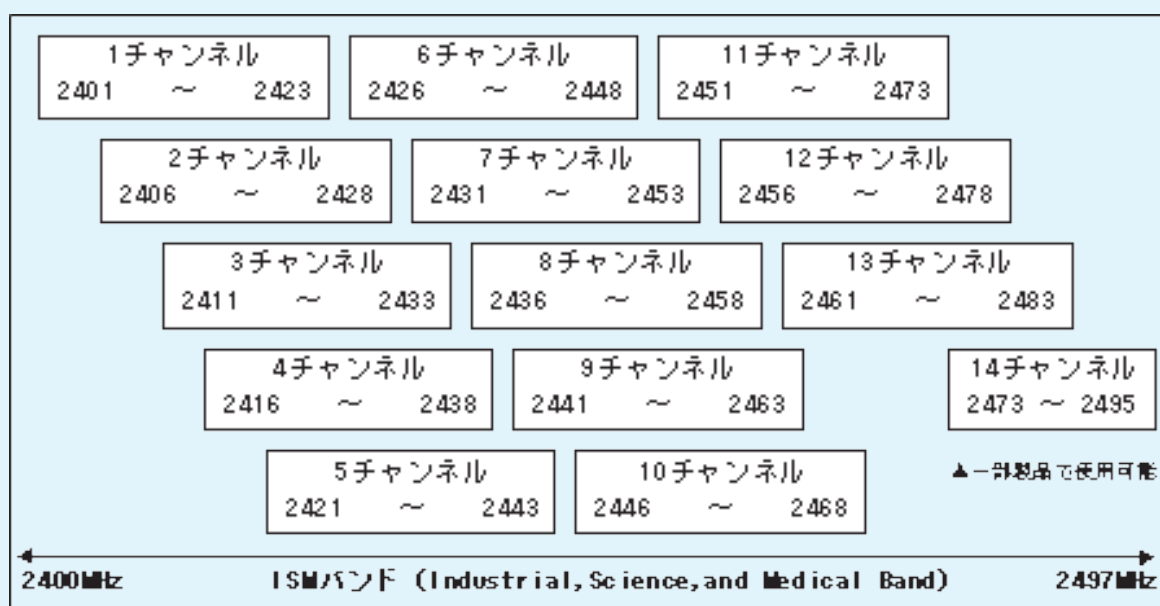 1チャンネル
2401 ～ 2423
6チャンネル
2426 ～ 2448
11チャンネル
2451 ～ 2473
2チャンネル
2406 ～ 2428
7チャンネル
2431 ～ 2453
12チャンネル
2456 ～ 2478
3チャンネル
2411 ～ 2433
8チャンネル
2436 ～ 2458
13チャンネル
2461 ～ 2483
4チャンネル
2416 ～ 2438
9チャンネル
2441 ～ 2463
14チャンネル
2473 ～ 2495
5チャンネル
2421 ～ 2443
10チャンネル
2446 ～ 2468
▲一部製品で使用可能
2400MHz ISMバンド (Industrial,Science,and Medical Band) 2497MHz